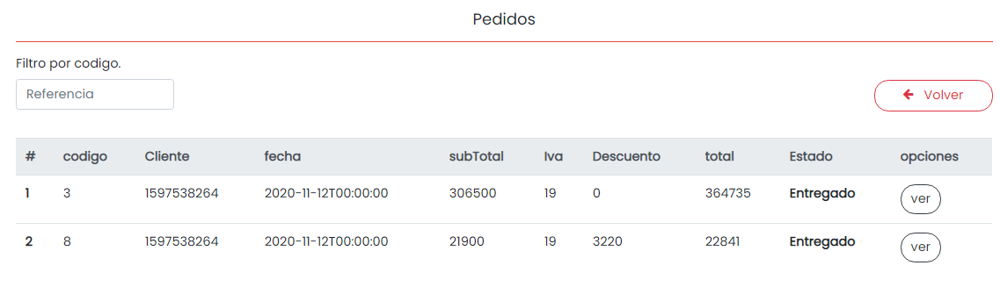 Pedidos
Filtro por codigo.
Referencia
Volver
# codigo Cliente fecha subTotal Iva Descuento total Estado opciones
1 3 1597538264 2020-11-12T00:00:00 306500 19 0 364735 Entregado ver
2 8 1597538264 2020-11-12T00:00:00 21900 19 3220 22841 Entregado ver